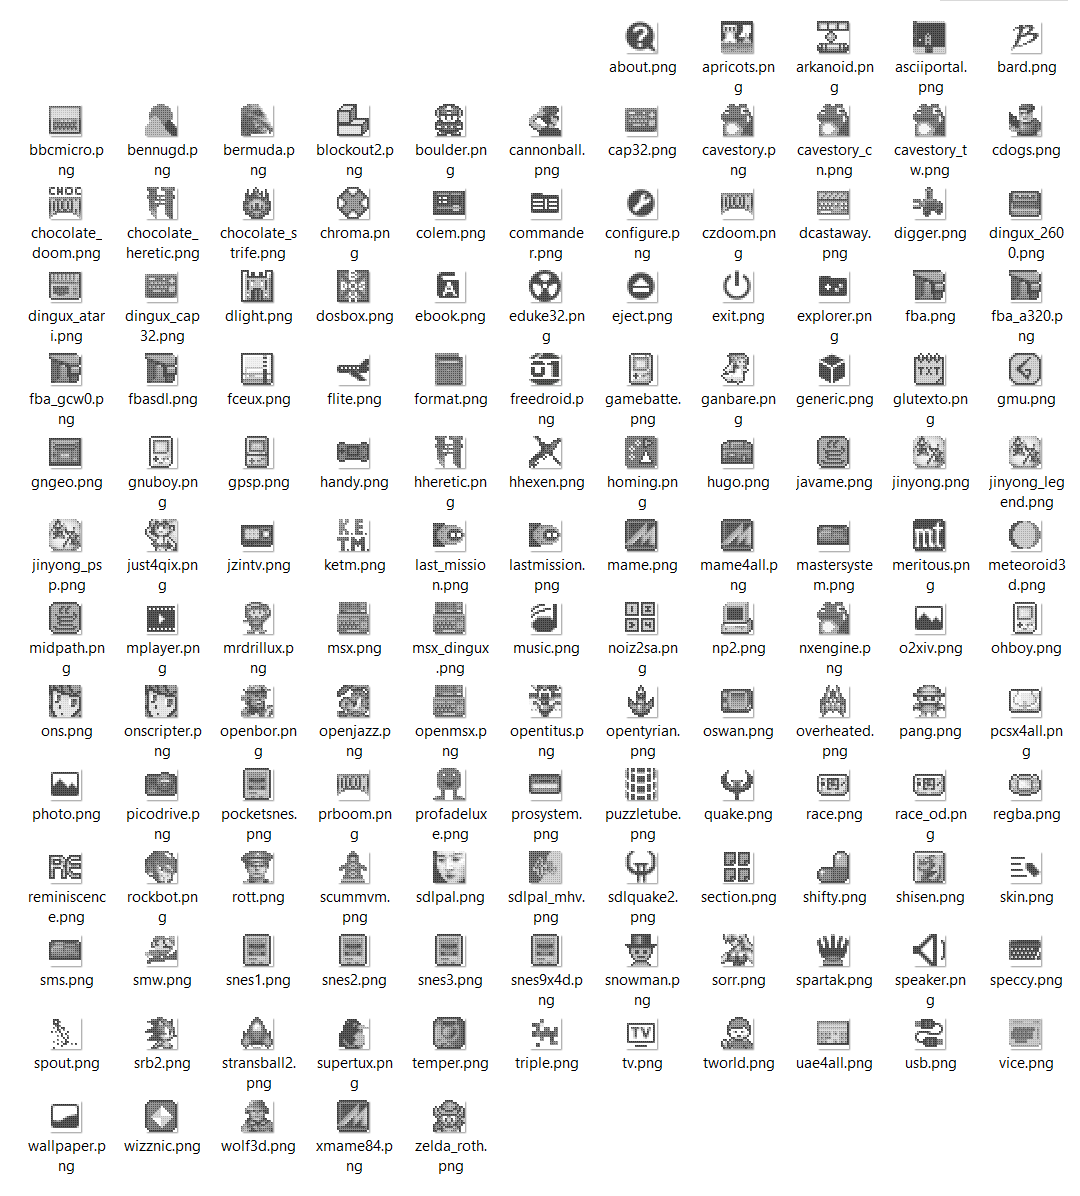 about.png apricots.pn arkanoid.pn asciiportal. bard.png
g g png
bbcmicro.p bennugd.p bermuda.p blockout2.p boulder.pn cannonball. cap32.png cavestory.p cavestory_c cavestory_t cdogs.png
ng ng ng ng g png ng n.png w.png
CHOC
chocolate_ chocolate_ chocolate_s chroma.pn colem.png commande configure.p czdoom.pn dcastaway. digger.png dingux_260
doom.png heretic.png trife.png g r.png ng g png 0.png
DOS
A
dingux_atar dingux_cap dlight.png dosbox.png ebook.png eduke32.pn eject.png exit.png explorer.pn fba.png fba_a320.p
i.png 32.png g g ng
01
TXT
G
fba_gcw0.p fbasdl.png fceux.png flite.png format.png freedroid.p gamebatte. ganbare.pn generic.png glutexto.pn gmu.png
ng ng png g g
gngeo.png gnuboy.pn gpsp.png handy.png hheretic.pn hhexen.png homing.pn hugo.png javame.png jinyong.png jinyong_leg
g g g end.png
K.E.
T.M.
M
M
mt
jinyong_ps just4qix.pn jzintv.png ketm.png last_missio lastmission. mame.png mame4all.p mastersyste meritous.pn meteoroid3
p.png g n.png png ng m.png g d.png
1 2
3 4
midpath.pn mplayer.pn mrdrillux.p msx.png msx_dingux music.png noiz2sa.pn np2.png nxengine.p o2xiv.png ohboy.png
g g ng .png g ng
ons.png onscripter.p openbor.pn openjazz.p openmsx.p opentitus.p opentyrian. oswan.png overheated. pang.png pcsx4all.pn
ng g ng ng ng png png g
photo.png picodrive.p pocketsnes. prboom.pn profadelux prosystem. puzzletube. quake.png race.png race_od.pn regba.png
ng png g e.png png png g
RE
reminiscenc rockbot.pn rott.png scummvm. sdlpal.png sdlpal_mhv. sdlquake2. section.png shifty.png shisen.png skin.png
e.png g png png png
sms.png smw.png snes1.png snes2.png snes3.png snes9x4d.p snowman.p sorr.png spartak.png speaker.pn speccy.png
ng ng g
TV
spout.png srb2.png stransball2. supertux.pn temper.png triple.png tv.png tworld.png uae4all.png usb.png vice.png
png g
M
wallpaper.p wizznic.png wolf3d.png xmame84.p zelda_roth.
ng ng png